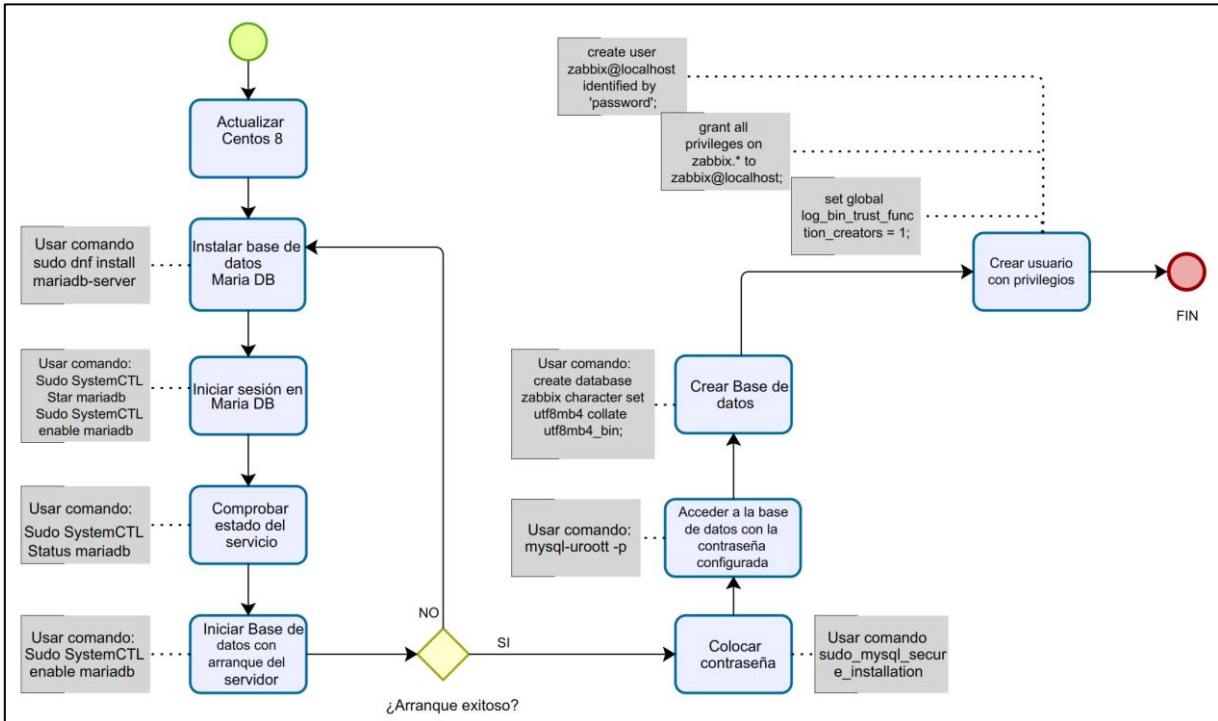 Actualizar
Centos 8
Usar comando
sudo dnf install
mariadb-server
Instalar base de
datos
Maria DB
Usar comando:
Sudo SystemCTL
Star mariadb
Sudo SystemCTL
enable mariadb
Iniciar sesión en
Maria DB
Usar comando:
Sudo SystemCTL
Status mariadb
Comprobar
estado del
servicio
Usar comando:
Sudo SystemCTL
enable mariadb
Iniciar Base de
datos con
arranque del
servidor
NO
SI
¿Arranque exitoso?
Colocar
contraseña
Usar comando
sudo_mysql_secur
e_installation
Usar comando:
mysql-uroott -p
Acceder a la base
de datos con la
contraseña
configurada
Usar comando:
create database
zabbix character set
utf8mb4 collate
utf8mb4_bin;
Crear Base de
datos
create user
zabbix@localhost
identified by
'password';
grant all
privileges on
zabbix.* to
zabbix@localhost;
set global
log_bin_trust_func
tion_creators = 1;
Crear usuario
con privilegios
FIN